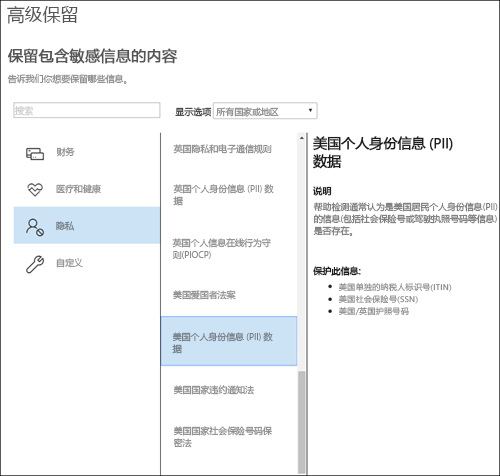 高级保留
保留包含敏感信息的内容
告诉我们你想要保留哪些信息。
搜索
显示选项 所有国家或地区
财务
医疗和健康
隐私
自定义
英国隐私和电子通信规则
英国个人身份信息 (PII) 数
据
英国个人信息在线行为守
则(PIOCP)
美国爱国者法案
美国个人身份信息 (PII) 数
据
美国国家违约通知法
美国国家社会保险号码保
密法
美国个人身份信息 (PII)
数据
说明
帮助检测通常认为是美国居民个人身份信息(PII)
的信息(包括社会保险号或驾驶执照号码等信息)
是否存在。
保护此信息:
美国单独的纳税人标识号(ITIN)
美国社会保险号(SSN)
美国/英国护照号码